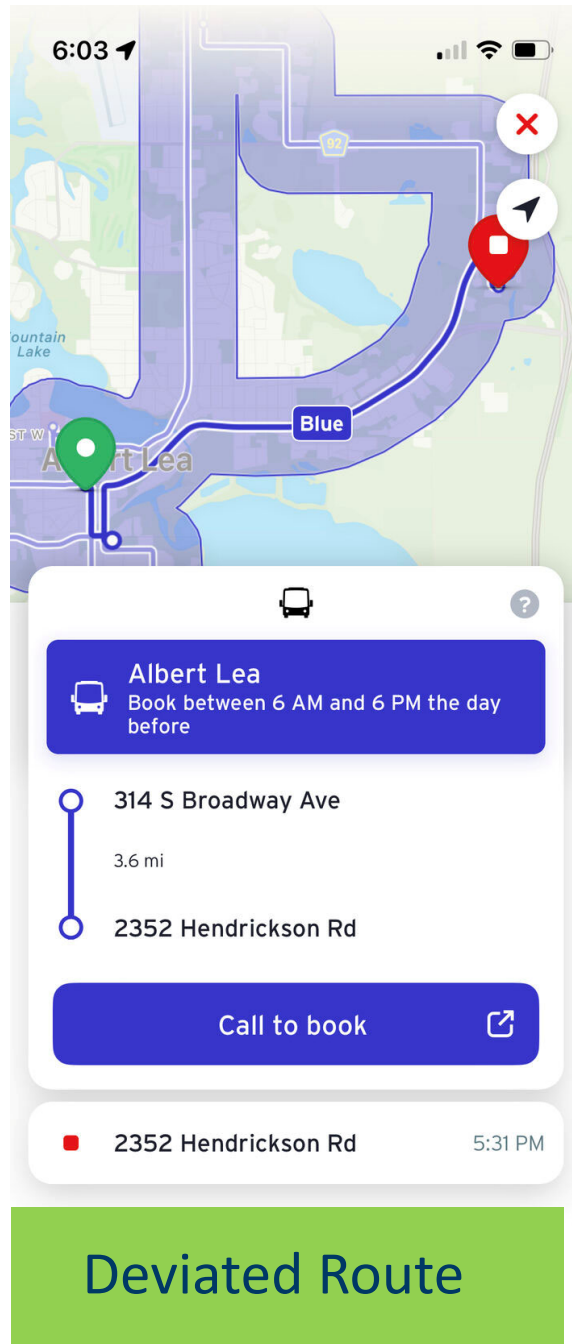 6:03
92
ountain
Lake
ST W
Albert Lea
Blue
?
Albert Lea
Book between 6 AM and 6 PM the day
before
314 S Broadway Ave
3.6 mi
2352 Hendrickson Rd
Call to book
2352 Hendrickson Rd
5:31 PM
Deviated Route